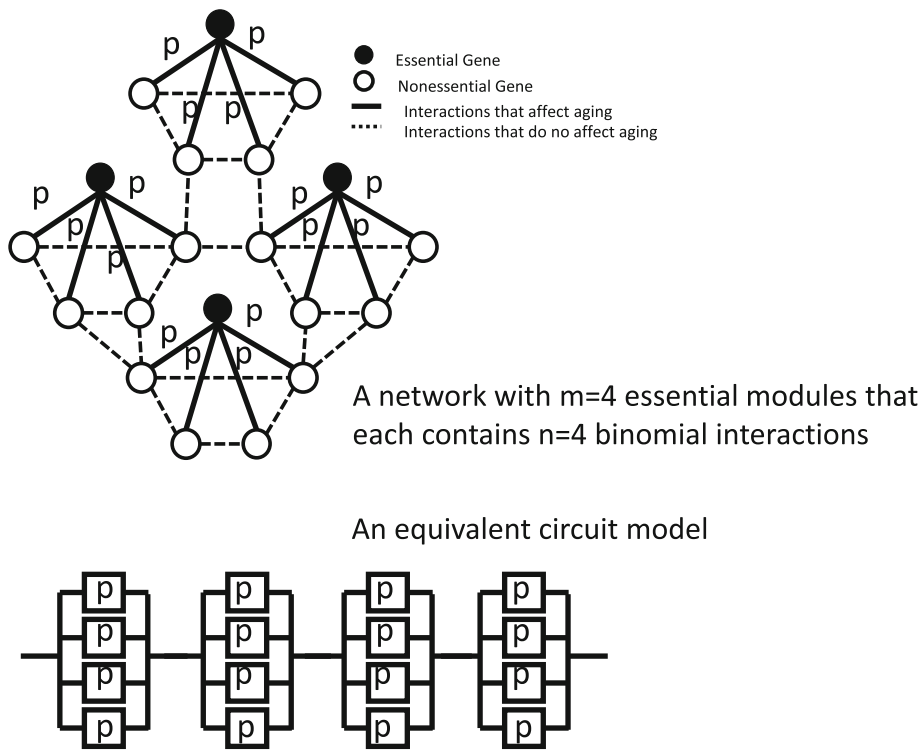 p p
p p
Essential Gene
Nonessential Gene
Interactions that affect aging
Interactions that do no affect aging
p p p p
p p p
p
p
p
p p
A network with m=4 essential modules that
each contains n=4 binomial interactions
An equivalent circuit model
p p p p
p p p p
p p p p
p p p p